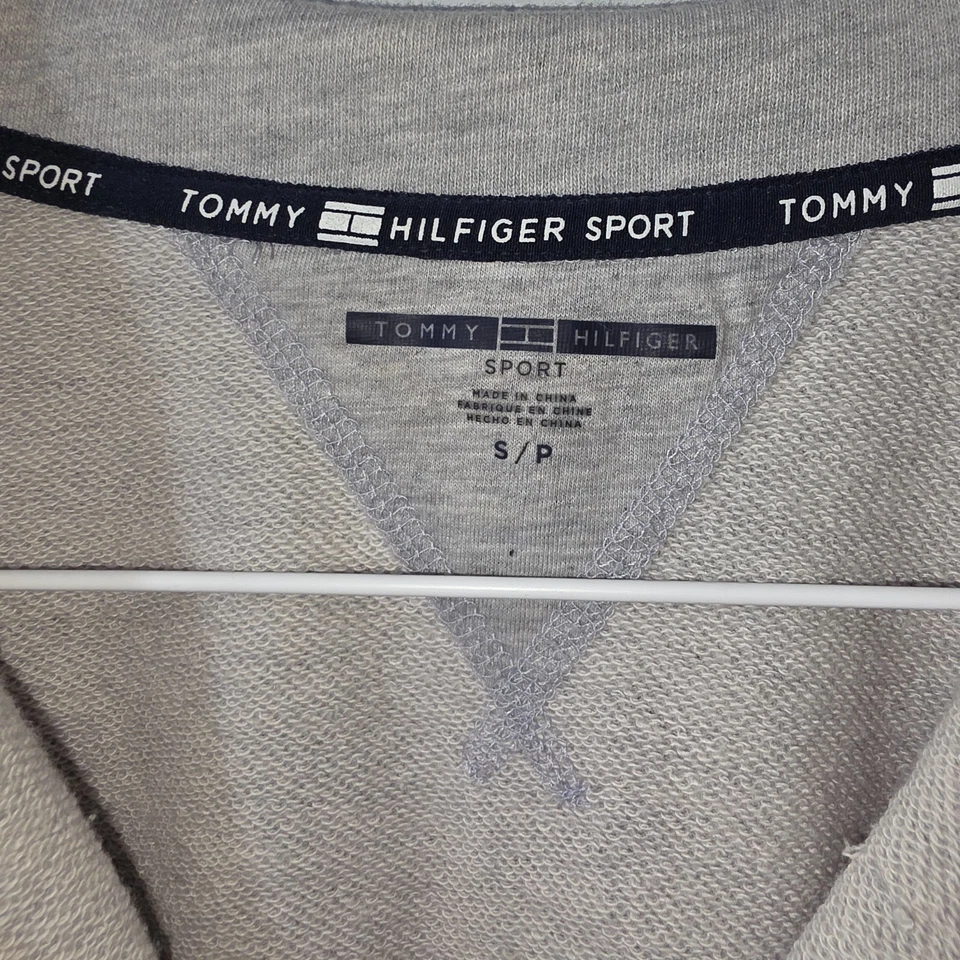 SPORT TOMMY HILFIGER SPORT TOMMY
TOMMY HILFIGER
SPORT
MADE IN CHINA
FABRIQUE EN CHINE
HECHO EN CHINA
S/P